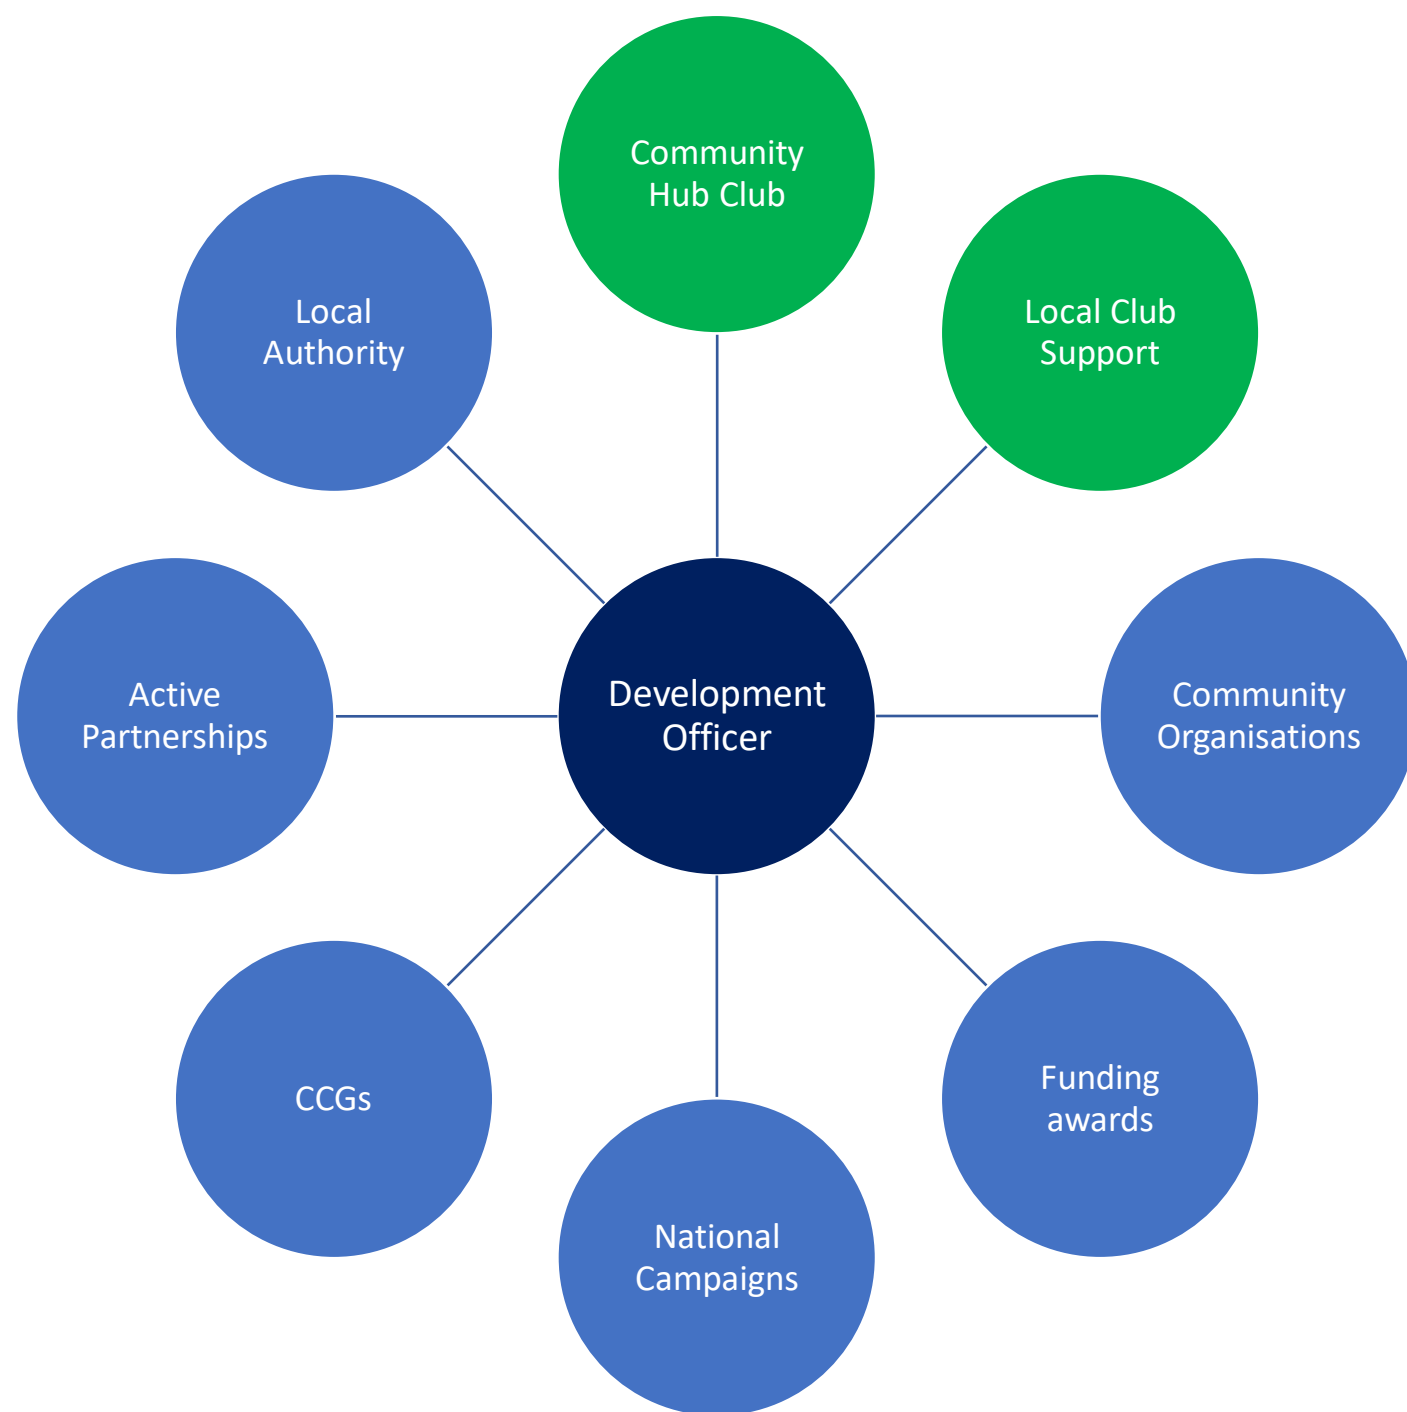 Community
Hub Club
Local
Authority
Local Club
Support
Active
Partnerships
Development
Officer
Community
Organisations
CCGs
Funding
awards
National
Campaigns